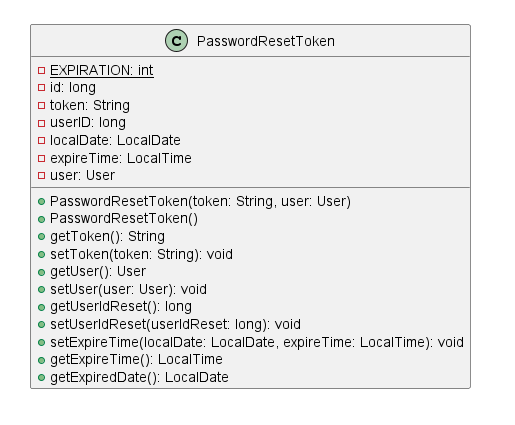 C PasswordResetToken
EXPIRATION: int
id: long
token: String
userID: long
localDate: LocalDate
expireTime: LocalTime
user: User
PasswordResetToken(token: String, user: User)
PasswordResetToken()
getToken(): String
setToken(token: String): void
getUser(): User
setUser(user: User): void
getUserIdReset(): long
setUserIdReset(userIdReset: long): void
setExpireTime(localDate: LocalDate, expireTime: LocalTime): void
getExpireTime(): LocalTime
getExpiredDate(): LocalDate